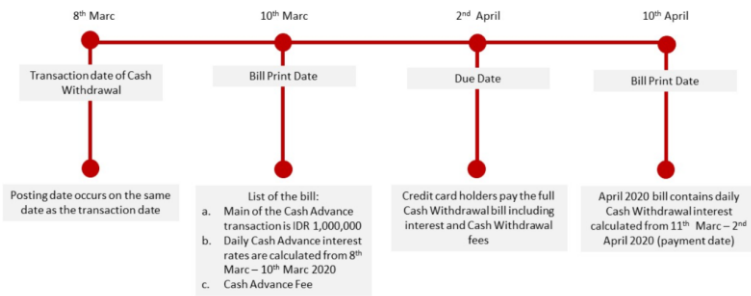 8th Marc
10th Marc
2nd April
10th April
Transaction date of Cash
Withdrawal
Bill Print Date
Due Date
Bill Print Date
Posting date occurs on the same
date as the transaction date
List of the bill:
a. Main of the Cash Advance
transaction is IDR 1,000,000
b. Daily Cash Advance interest
rates are calculated from 8th
Marc – 10th Marc 2020
c. Cash Advance Fee
Credit card holders pay the full
Cash Withdrawal bill including
interest and Cash Withdrawal
fees
April 2020 bill contains daily
Cash Withdrawal interest
calculated from 11th Marc – 2nd
April 2020 (payment date)